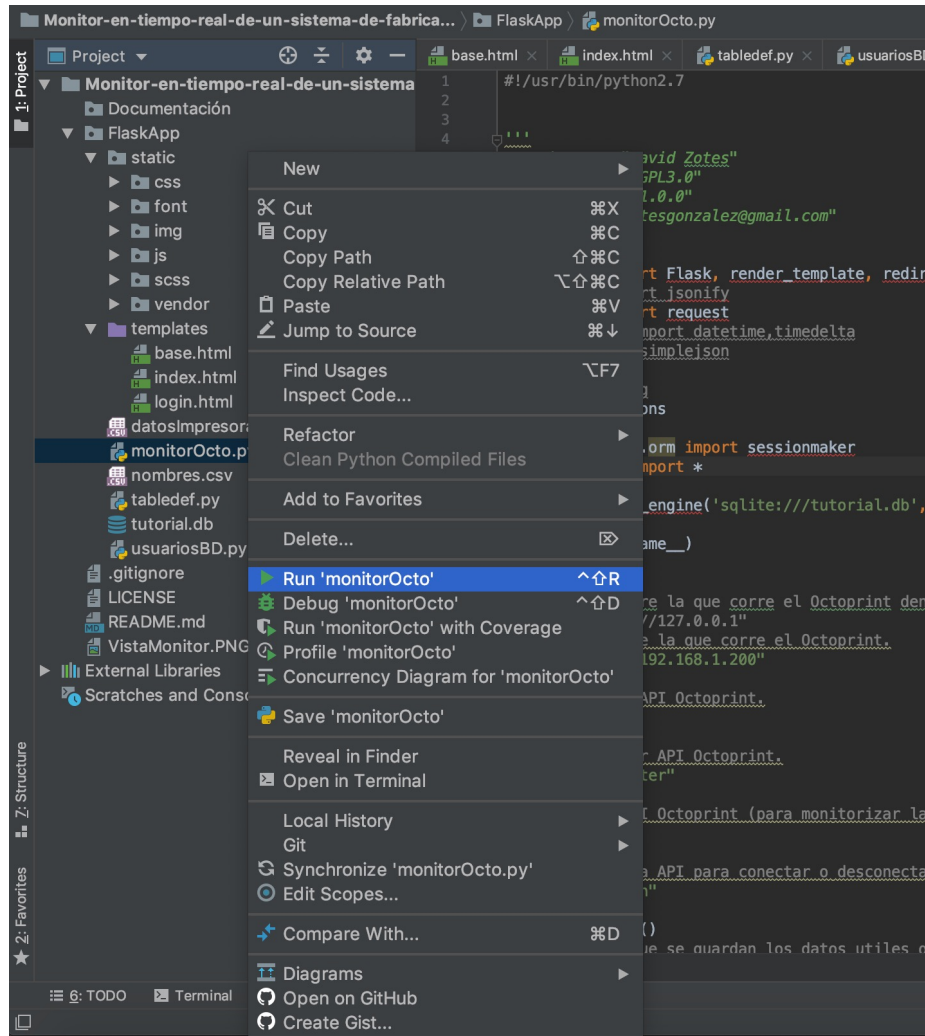 Monitor-en-tiempo-real-de-un-sistema-de-fabrica... FlaskApp monitorOcto.py
1: Project
Project
base.html index.html tabledef.py usuariosB
Monitor-en-tiempo-real-de-un-sistema
Documentación
FlaskApp
static
css
font
img
js
scss
vendor
templates
base.html
index.html
login.html
datosImpresor
monitorOcto.p
nombres.csv
tabledef.py
tutorial.db
usuariosBD.py
.gitignore
LICENSE
README.md
VistaMonitor.PNG
External Libraries
Scratches and Conso
7: Structure
2: Favorites
New
Cut ⌘X
Copy ⌘C
Copy Path ⇧⌘C
Copy Relative Path ⌥⇧⌘C
Paste ⌘V
Jump to Source ⌘↓
Find Usages ⌥F7
Inspect Code...
Refactor
Clean Python Compiled Files
Add to Favorites
Delete... ⌦
Run 'monitorOcto' ^⇧R
Debug 'monitorOcto' ^⇧D
Run 'monitorOcto' with Coverage
Profile 'monitorOcto'
Concurrency Diagram for 'monitorOcto'
Save 'monitorOcto'
Reveal in Finder
Open in Terminal
Local History
Git
Synchronize 'monitorOcto.py'
Edit Scopes...
Compare With... ⌘D
Diagrams
Open on GitHub
Create Gist...
1 #!/usr/bin/python2.7
2
3
4 '''
avid Zotes"
GPL3.0"
1.0.0"
tesgonzalez@gmail.com"
rt Flask, render_template, redir
rt jsonify
rt request
mport datetime,timedelta
simplejson
g
ons
.orm import sessionmaker
mport *
_engine('sqlite:///tutorial.db',
ame__)
re la que corre el Octoprint den
//127.0.0.1"
e la que corre el Octoprint.
192.168.1.200"
API Octoprint.
r API Octoprint.
ter"
I Octoprint (para monitorizar la
a API para conectar o desconecta
n"
()
ue se guardan los datos utiles
6: TODO Terminal